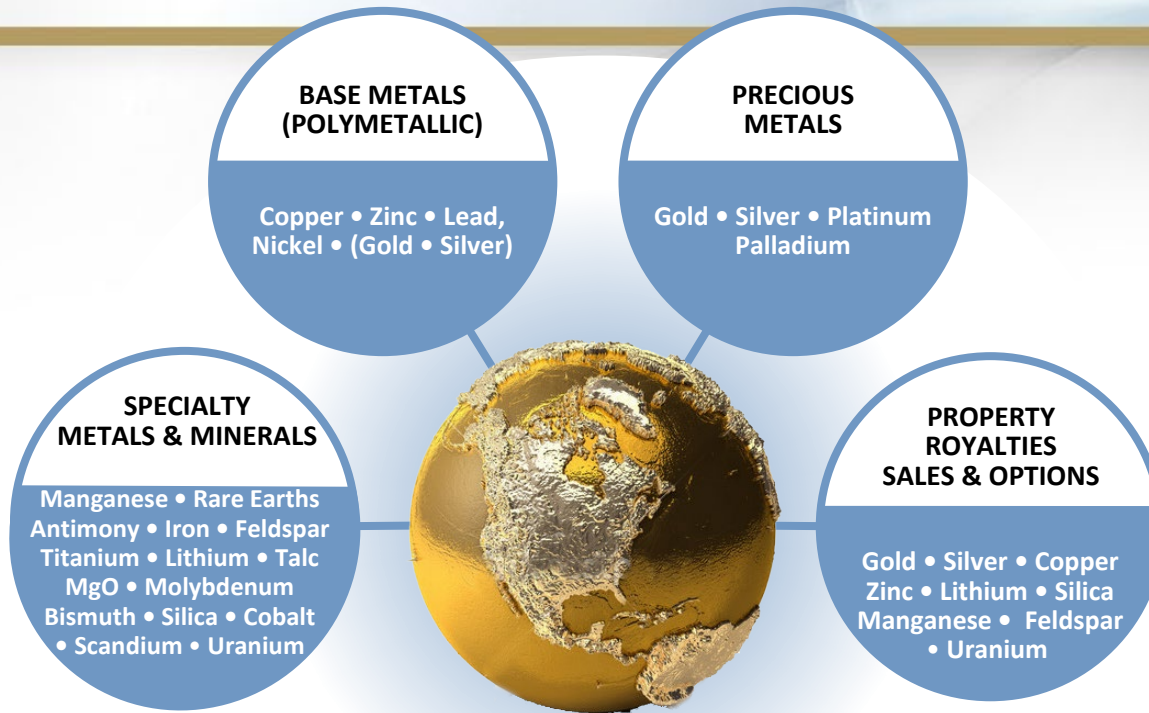 BASE METALS
(POLYMETALLIC)
Copper • Zinc • Lead,
Nickel • (Gold • Silver)
PRECIOUS
METALS
Gold • Silver • Platinum
Palladium
SPECIALTY
METALS & MINERALS
Manganese • Rare Earths
Antimony • Iron • Feldspar
Titanium • Lithium • Talc
MgO • Molybdenum
Bismuth • Silica • Cobalt
• Scandium • Uranium
PROPERTY
ROYALTIES
SALES & OPTIONS
Gold • Silver • Copper
Zinc • Lithium • Silica
Manganese • Feldspar
• Uranium